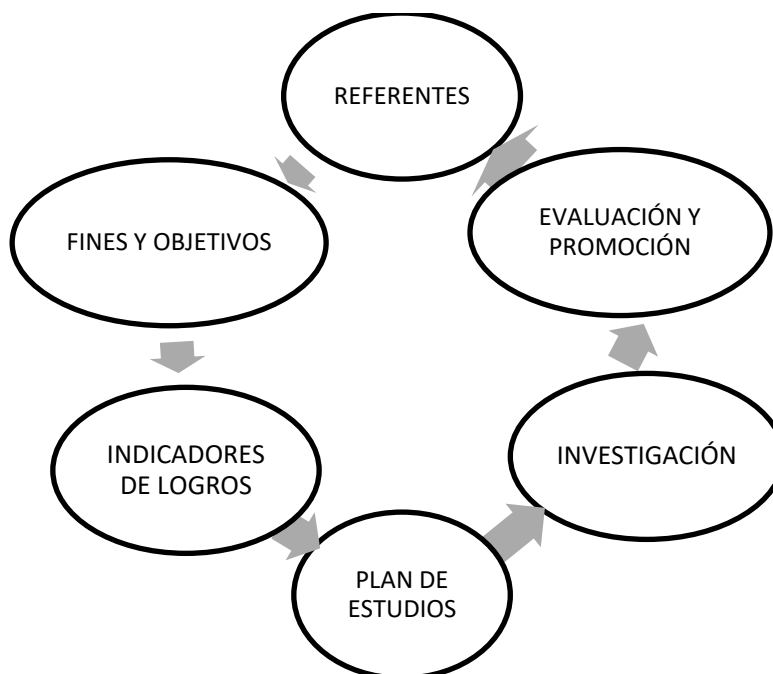 REFERENTES
FINES Y OBJETIVOS
INDICADORES
DE LOGROS
PLAN DE
ESTUDIOS
INVESTIGACIÓN
EVALUACIÓN Y
PROMOCIÓN